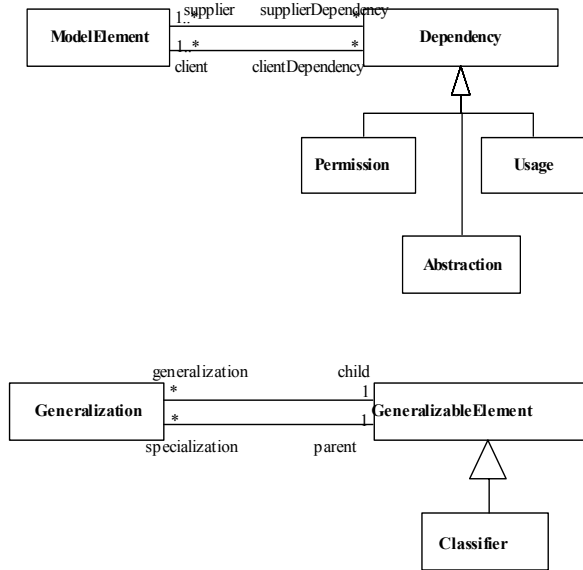 supplier supplierDependency
1..* *
ModelElement Dependency
1..* *
client clientDependency
Permission Usage
Abstraction
generalization child
* 1
Generalization GeneralizableElement
* 1
specialization parent
Classifier